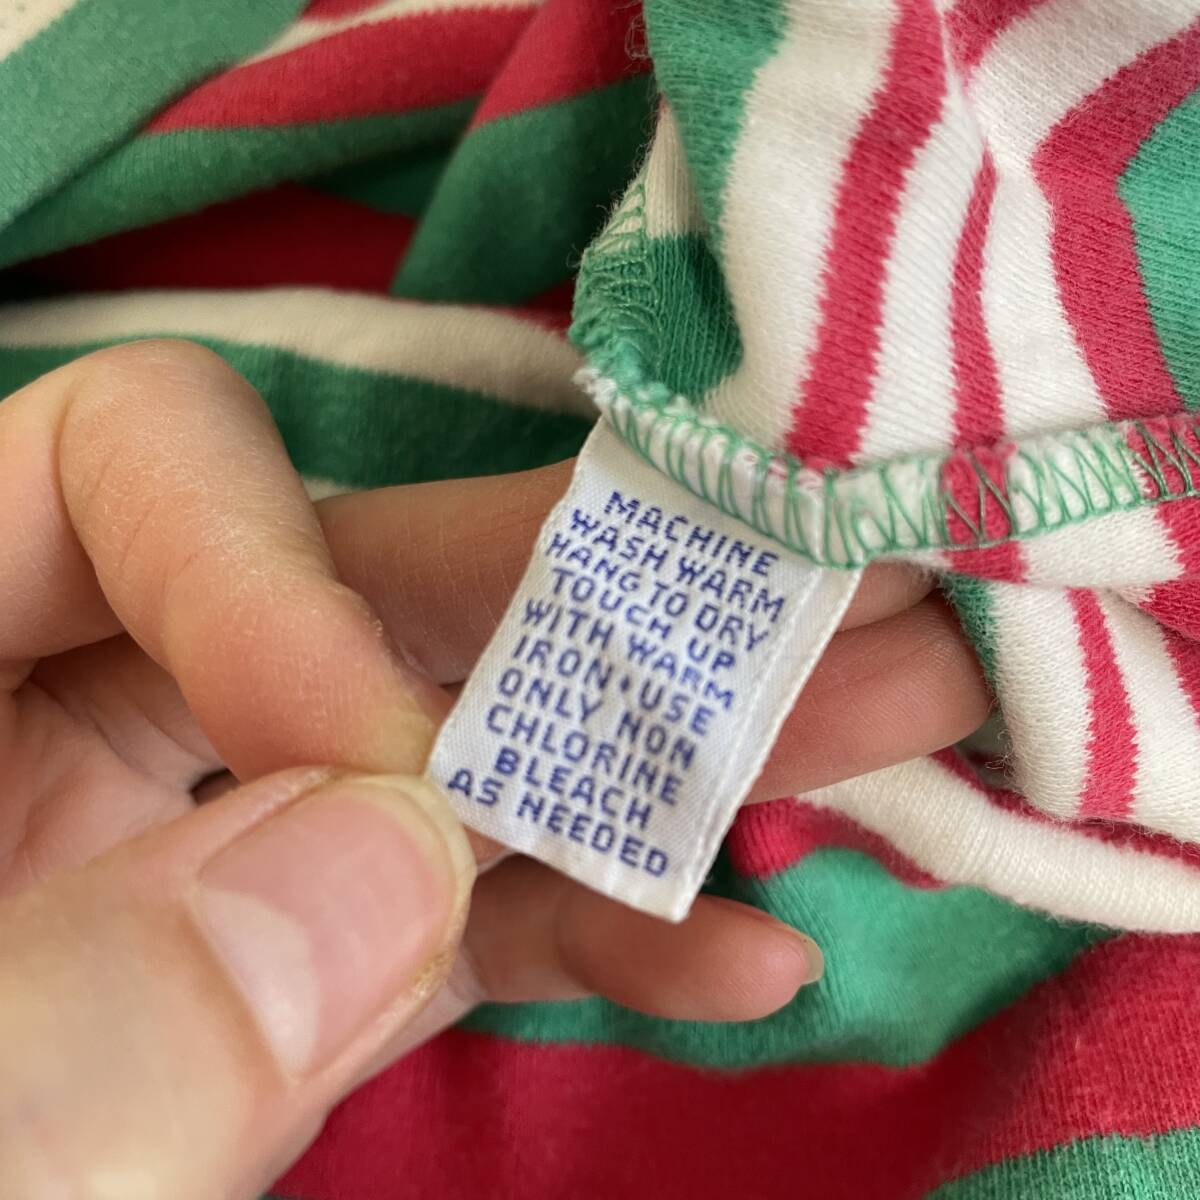 MACHINE
WASH WARM
HANG TO DRY
TOUCH UP
WITH WARM
IRON • USE
ONLY NON
CHLORINE
BLEACH
AS NEEDED